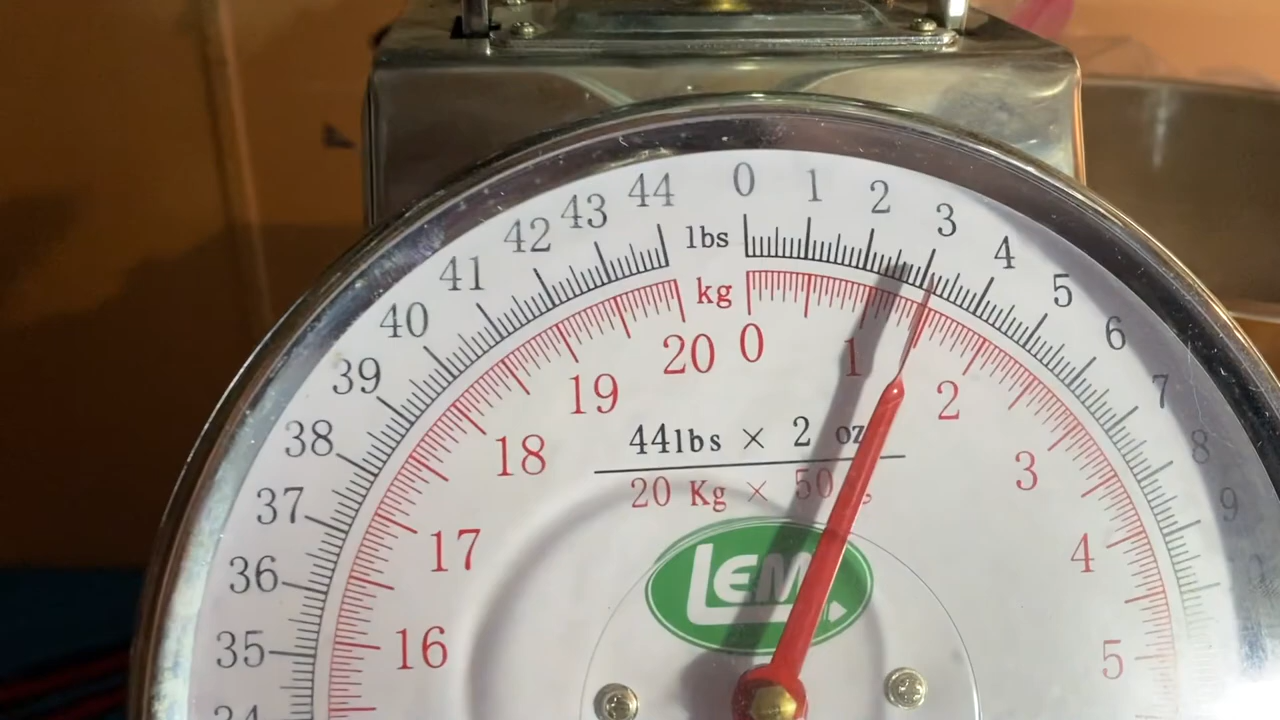 0 1 2 3 4 5 6 7 8 9
44 43 42 41 40 39 38 37 36 35 34
lbs
kg
0 1 2 3 4 5
20 19 18 17 16
44lbs × 2 oz
20 Kg × 50
LEM